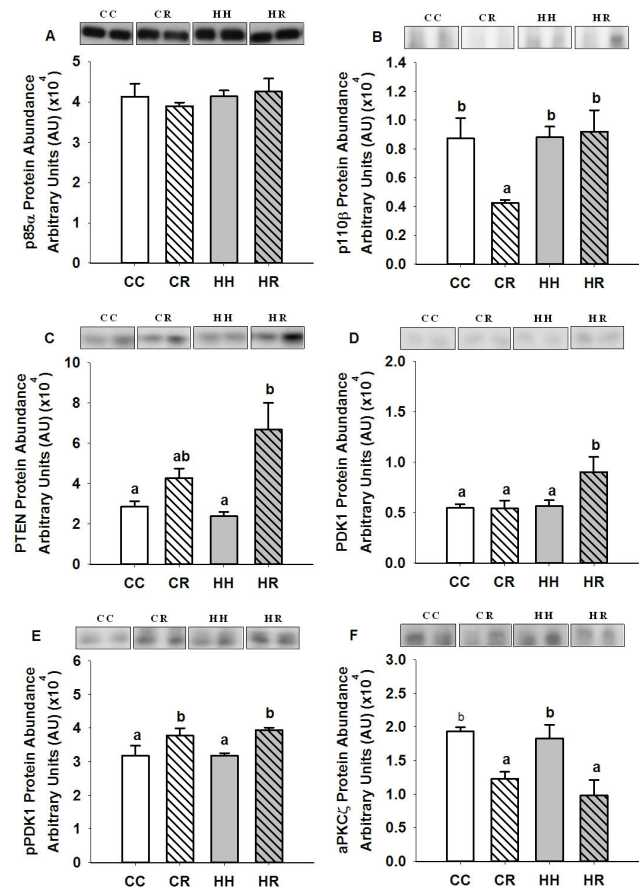 CC CR HH HR
A
p85α Protein Abundance
Arbitrary Units (AU) (x10⁴)
5
4
3
2
1
0
CC CR HH HR
CC CR HH HR
B
p110β Protein Abundance
Arbitrary Units (AU) (x10⁴)
1.4
1.2
1.0
0.8
0.6
0.4
0.2
0.0
b a b b
CC CR HH HR
CC CR HH HR
C
PTEN Protein Abundance
Arbitrary Units (AU) (x10⁴)
10
8
6
4
2
0
a ab a b
CC CR HH HR
CC CR HH HR
D
PDK1 Protein Abundance
Arbitrary Units (AU) (x10⁴)
2.0
1.5
1.0
0.5
0.0
a a a b
CC CR HH HR
CC CR HH HR
E
pPDK1 Protein Abundance
Arbitrary Units (AU) (x10⁴)
6
5
4
3
2
1
0
a b a b
CC CR HH HR
CC CR HH HR
F
aPKCζ Protein Abundance
Arbitrary Units (AU) (x10⁴)
3.0
2.5
2.0
1.5
1.0
0.5
0.0
b a b a
CC CR HH HR